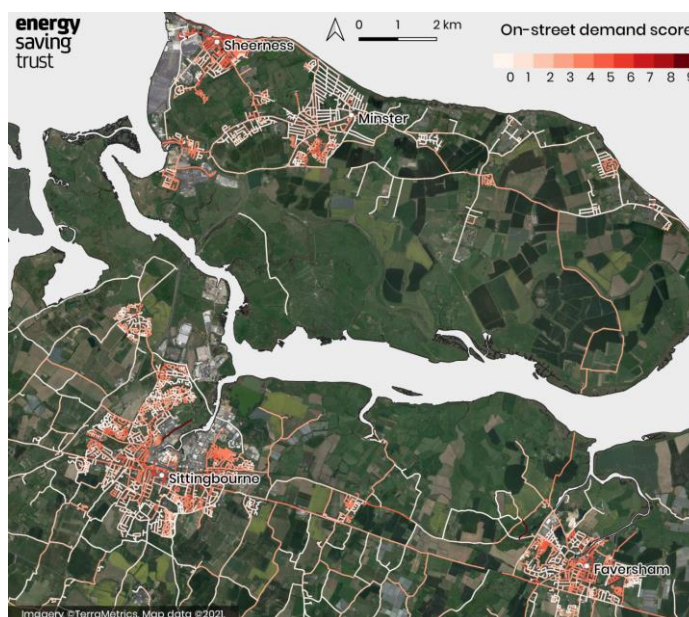 energy
saving
trust
0 1 2 km
On-street demand score
0 1 2 3 4 5 6 7 8 9
Sheerness
Minster
Sittingbourne
Faversham
Imagery ©TerraMetrics, Map data ©2021